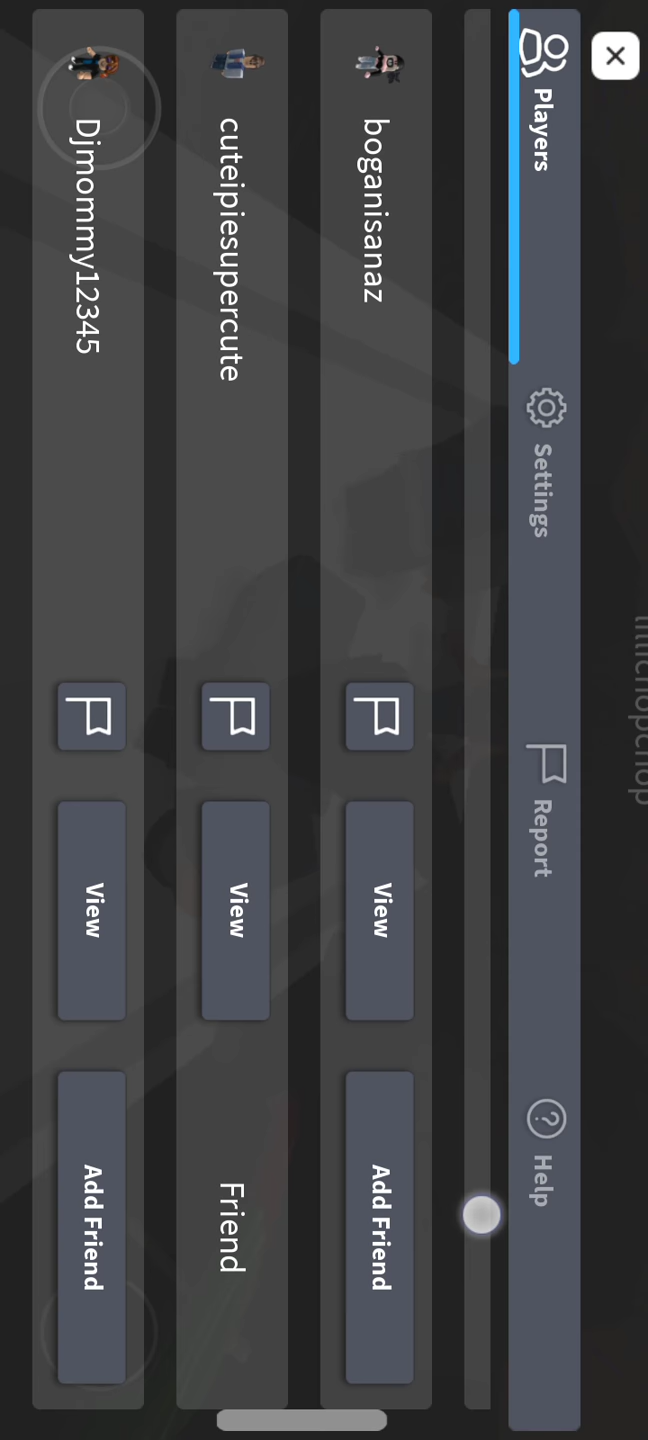 Players
Settings
Report
Help
boganisanaz
View
Add Friend
cuteipiesupercute
View
Friend
Djmommy12345
View
Add Friend